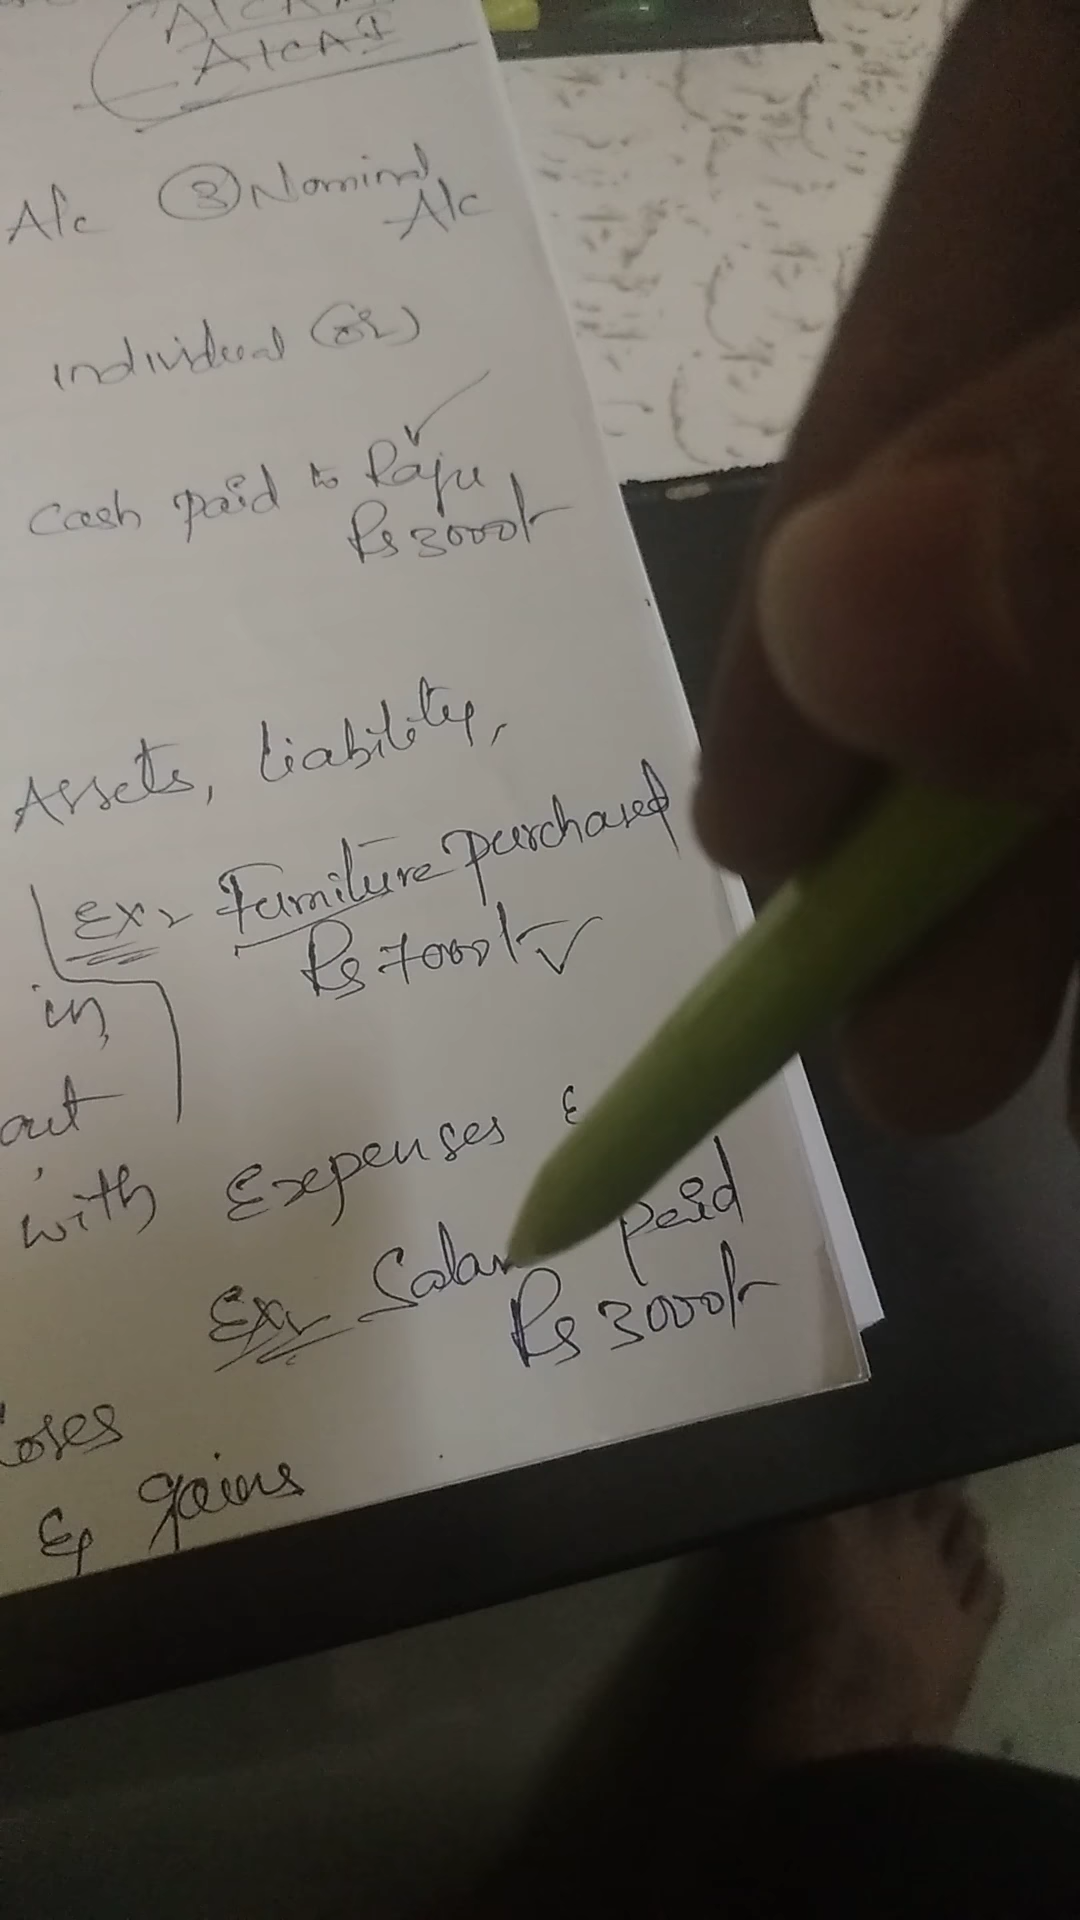 A/c ③ Nominal
A/c
individual (or)
cash paid to Raju
Rs 3000/-
Assets, Liability,
Ex, Furniture purchased
Rs 7000/-
in,
out
with Expenses &
Ex, Salary paid
Rs 3000/-
& gains